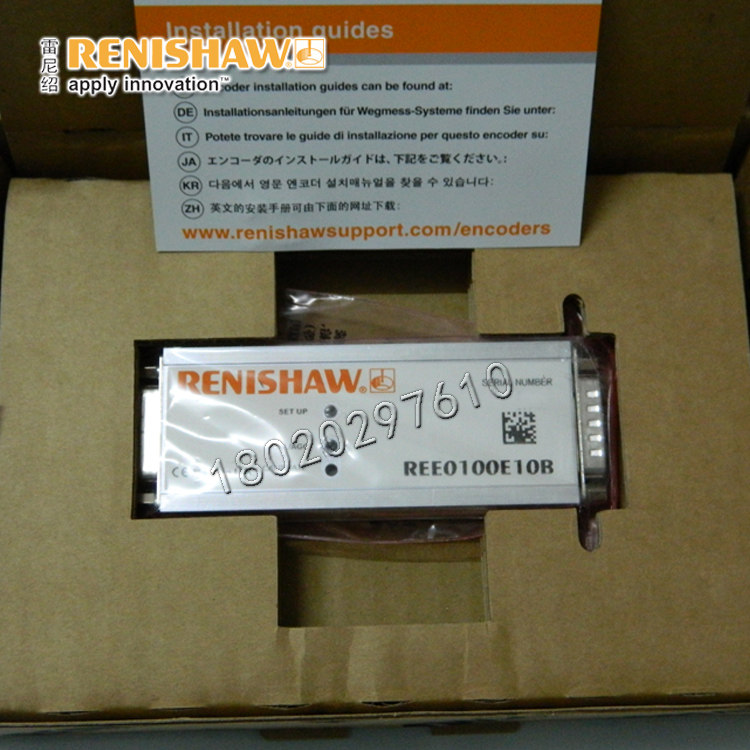 Installation guides
雷尼绍
RENISHAW
apply innovation™
oder installation guides can be found at:
DE Installationsanleitungen für Wegmess-Systeme finden Sie unter:
IT Potete trovare le guide di installazione per questo encoder su:
JA エンコーダのインストールガイドは、下記をご覧ください。:
KR 다음에서 영문 엔코더 설치매뉴얼을 찾을 수 있습니다:
ZH 英文的安装手册可由下面的网址下载:
www.renishawsupport.com/encoders
RENISHAW®
SERIAL NUMBER
SET UP
18020297610
CE
REE0100E10B